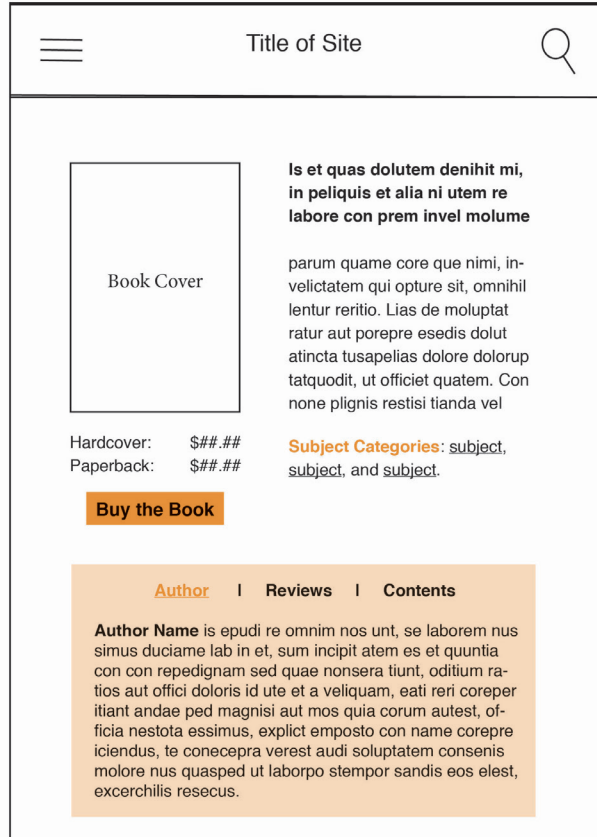 Title of Site
Book Cover
Hardcover: $##.##
Paperback: $##.##
Buy the Book
Is et quas dolutem denihit mi,
in peliquis et alia ni utem re
labore con prem invel molume
parum quame core que nimi, in-
velictatem qui opture sit, omnihil
lentur reritio. Lias de moluptat
ratur aut porepre esedis dolut
atincta tusapelias dolore dolorup
tatquodit, ut officiet quatem. Con
none plignis restisi tianda vel
Subject Categories: subject,
subject, and subject.
Author I Reviews I Contents
Author Name is epudi re omnim nos unt, se laborem nus
simus duciame lab in et, sum incipit atem es et quuntia
con con repedignam sed quae nonsera tiunt, oditium ra-
tios aut offici doloris id ute et a veliquam, eati reri coreper
itiant andae ped magnisi aut mos quia corum autest, of-
ficia nestota essimus, explict emposto con name corepre
iciendus, te conecepra verest audi soluptatem consenis
molore nus quasped ut laborpo stempor sandis eos elest,
excerchilis resecus.